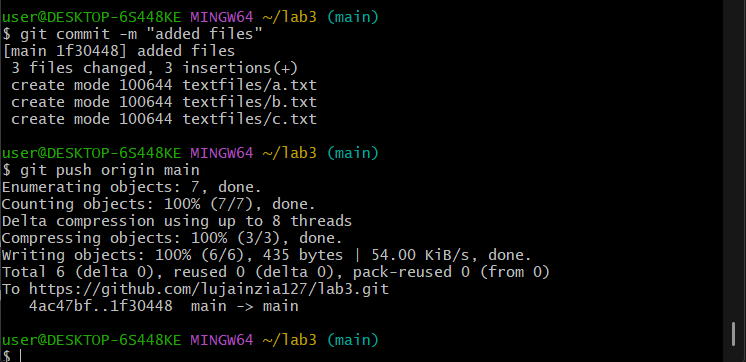 user@DESKTOP-6S448KE MINGW64 ~/lab3 (main)
$ git commit -m "added files"
[main 1f30448] added files
 3 files changed, 3 insertions(+)
 create mode 100644 textfiles/a.txt
 create mode 100644 textfiles/b.txt
 create mode 100644 textfiles/c.txt
user@DESKTOP-6S448KE MINGW64 ~/lab3 (main)
$ git push origin main
Enumerating objects: 7, done.
Counting objects: 100% (7/7), done.
Delta compression using up to 8 threads
Compressing objects: 100% (3/3), done.
Writing objects: 100% (6/6), 435 bytes | 54.00 KiB/s, done.
Total 6 (delta 0), reused 0 (delta 0), pack-reused 0 (from 0)
To https://github.com/lujainzia127/lab3.git
   4ac47bf..1f30448  main -> main
user@DESKTOP-6S448KE MINGW64 ~/lab3 (main)
$